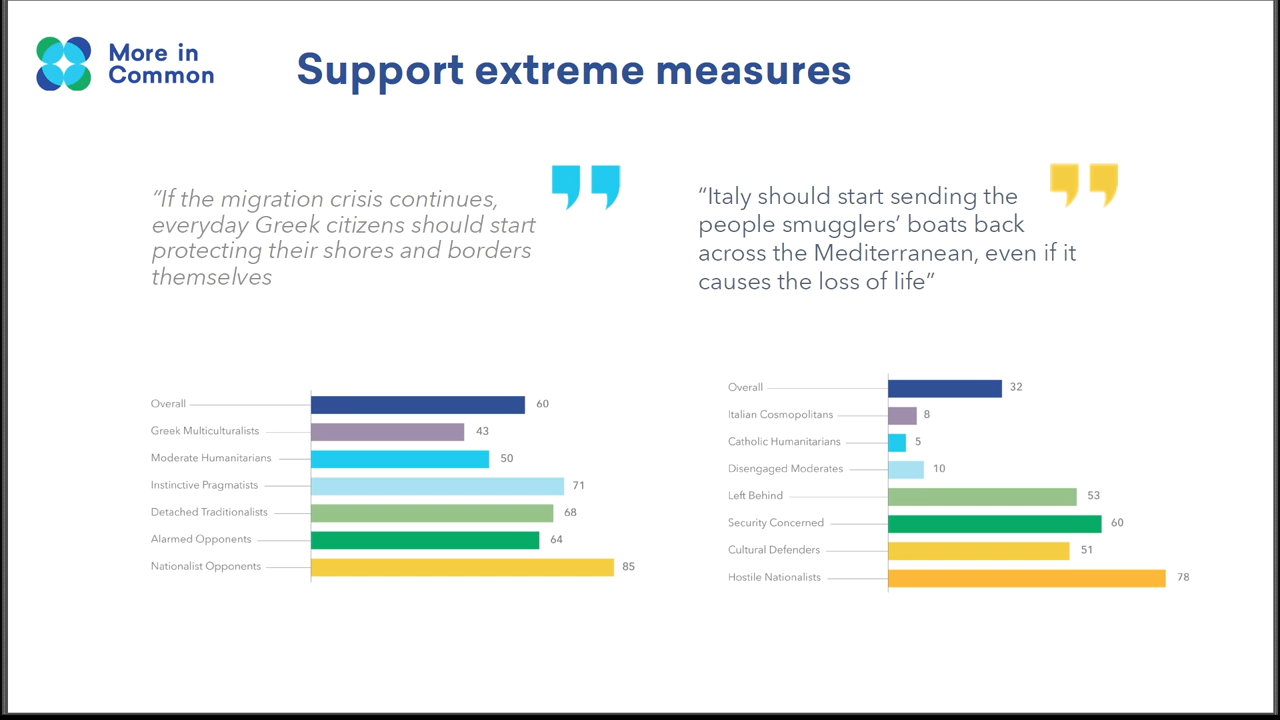 More in
Common
Support extreme measures
“If the migration crisis continues,
everyday Greek citizens should start
protecting their shores and borders
themselves
“Italy should start sending the
people smugglers’ boats back
across the Mediterranean, even if it
causes the loss of life”
Overall 60
Greek Multiculturalists 43
Moderate Humanitarians 50
Instinctive Pragmatists 71
Detached Traditionalists 68
Alarmed Opponents 64
Nationalist Opponents 85
Overall 32
Italian Cosmopolitans 8
Catholic Humanitarians 5
Disengaged Moderates 10
Left Behind 53
Security Concerned 60
Cultural Defenders 51
Hostile Nationalists 78